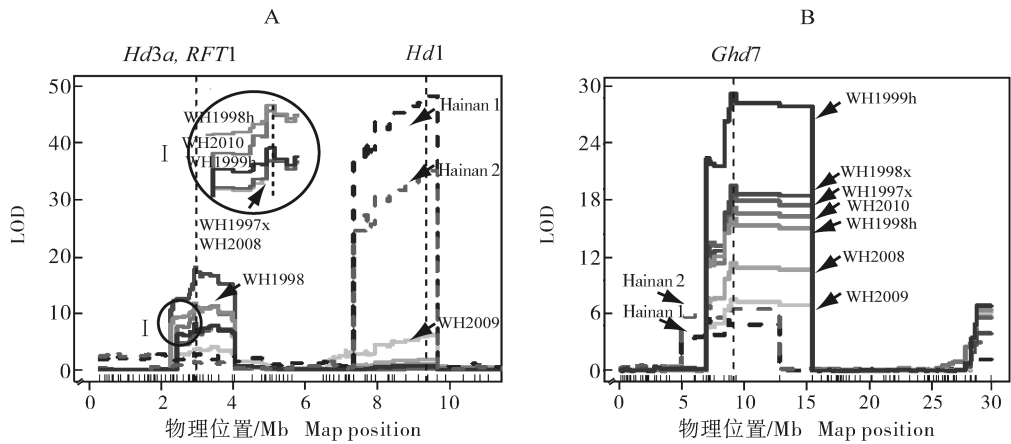 A
Hd3a, RFT1
Hd1
LOD
50
40
30
20
10
0
I
WH1998h
WH2010
WH1999h
WH1997x
WH2008
Hainan 1
Hainan 2
I
WH1998
WH2009
0 2 4 6 8 10
物理位置/Mb Map position
B
Ghd7
LOD
30
24
18
12
6
0
WH1999h
WH1998x
WH1997x
WH2010
WH1998h
WH2008
WH2009
Hainan 2
Hainan 1
0 5 10 15 20 25 30
物理位置/Mb Map position